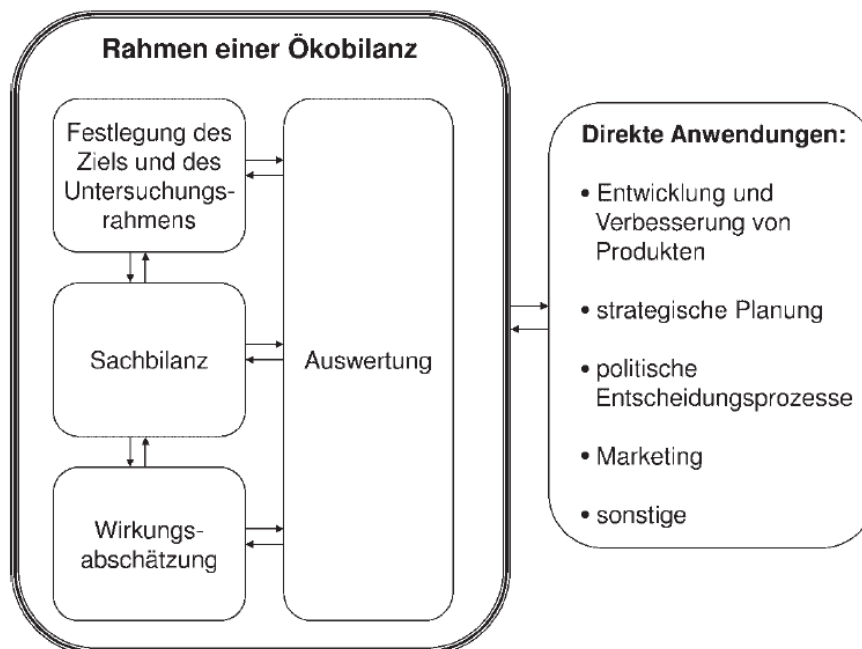 Rahmen einer Ökobilanz
Festlegung des
Ziels und des
Untersuchungs-
rahmens
Sachbilanz
Wirkungs-
abschätzung
Auswertung
Direkte Anwendungen:
• Entwicklung und
Verbesserung von
Produkten
• strategische Planung
• politische
Entscheidungsprozesse
• Marketing
• sonstige